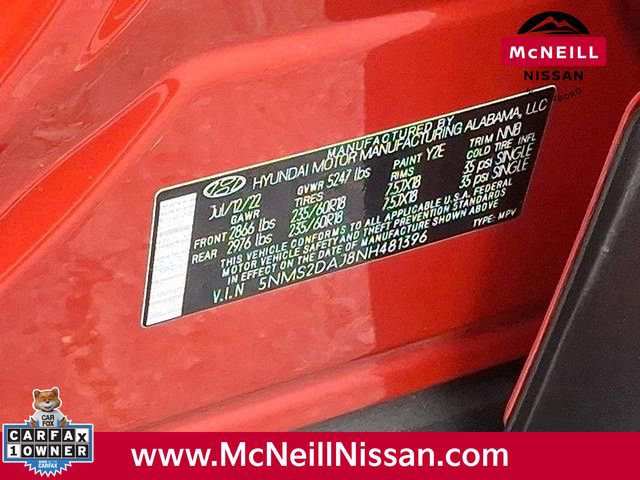 McNEILL
NISSAN
MANUFACTURED BY
HYUNDAI MOTOR MANUFACTURING ALABAMA, LLC
Jul/12/22 GVWR 5247 lbs PAINT Y2E TRIM NNB
GAWR TIRES RIMS COLD TIRE INFL
FRONT 2866 lbs 235/60R18 7.5JX18 35 psi SINGLE
REAR 2976 lbs 235/60R18 7.5JX18 35 psi SINGLE
THIS VEHICLE CONFORMS TO ALL APPLICABLE U.S.A. FEDERAL
MOTOR VEHICLE SAFETY AND THEFT PREVENTION STANDARDS
IN EFFECT ON THE DATE OF MANUFACTURE SHOWN ABOVE.
V.I.N 5NMS2DAJ8NH481396 TYPE: MPV
CAR
FOX
CARFAX
1 OWNER
CARFAX
www.McNeillNissan.com